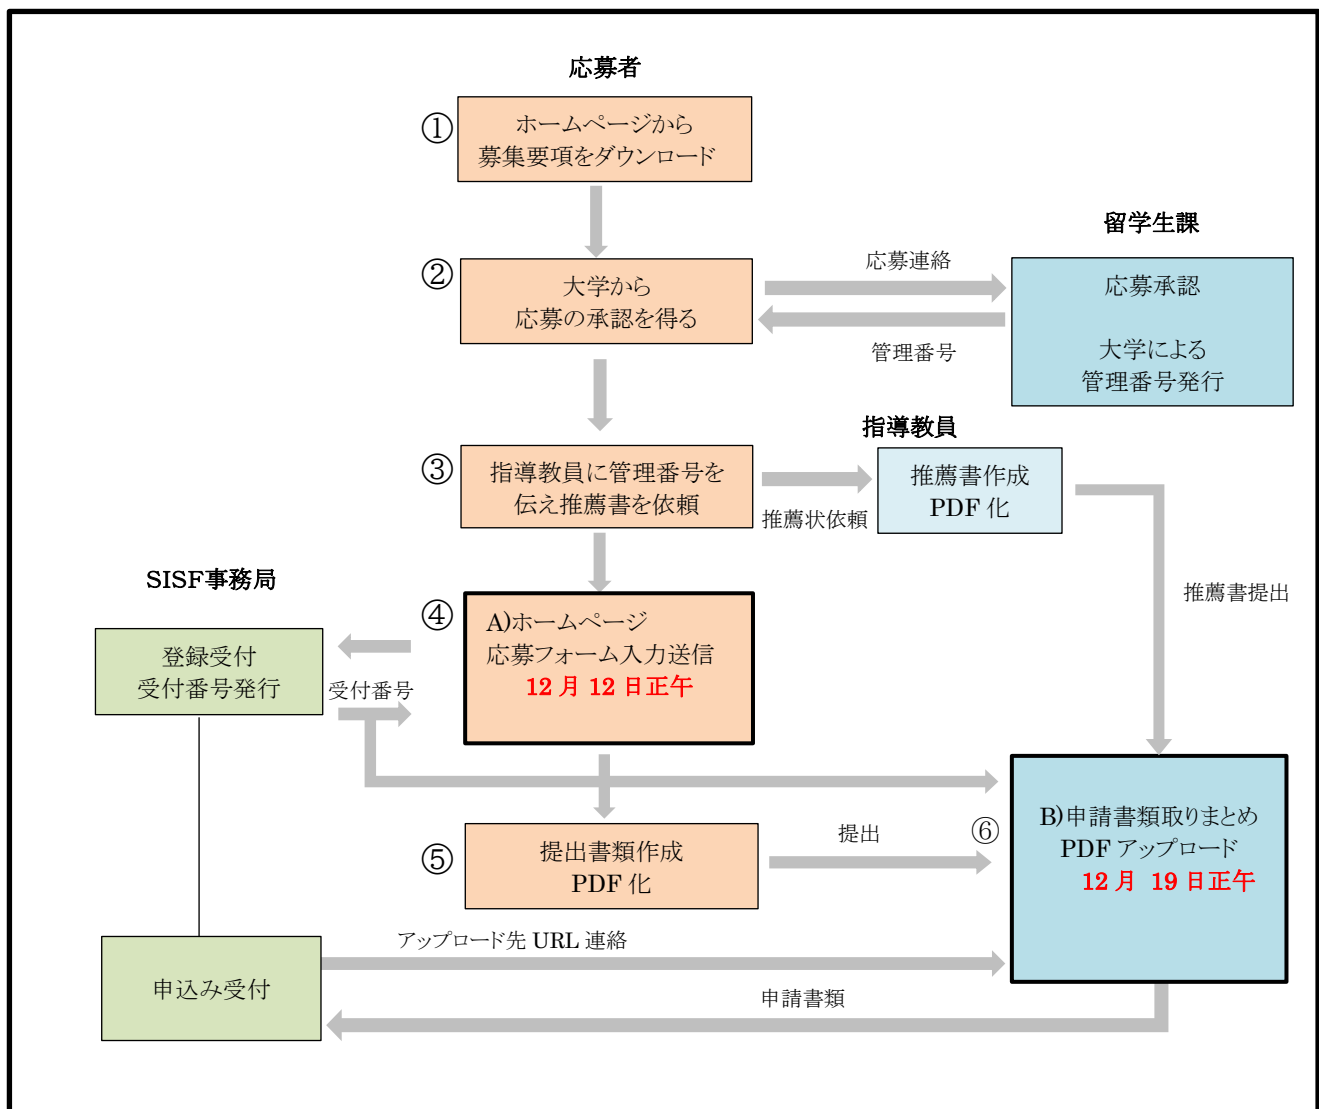 応募者
①
ホームページから
募集要項をダウンロード
留学生課
②
大学から
応募の承認を得る
応募連絡
管理番号
応募承認
大学による
管理番号発行
指導教員
③
指導教員に管理番号を
伝え推薦書を依頼
推薦状依頼
推薦書作成
PDF 化
推薦書提出
SISF事務局
④
A)ホームページ
応募フォーム入力送信
12 月 12 日正午
登録受付
受付番号発行
受付番号
⑤
提出書類作成
PDF 化
提出
⑥
B)申請書類取りまとめ
PDF アップロード
12 月 19 日正午
アップロード先 URL 連絡
申込み受付
申請書類